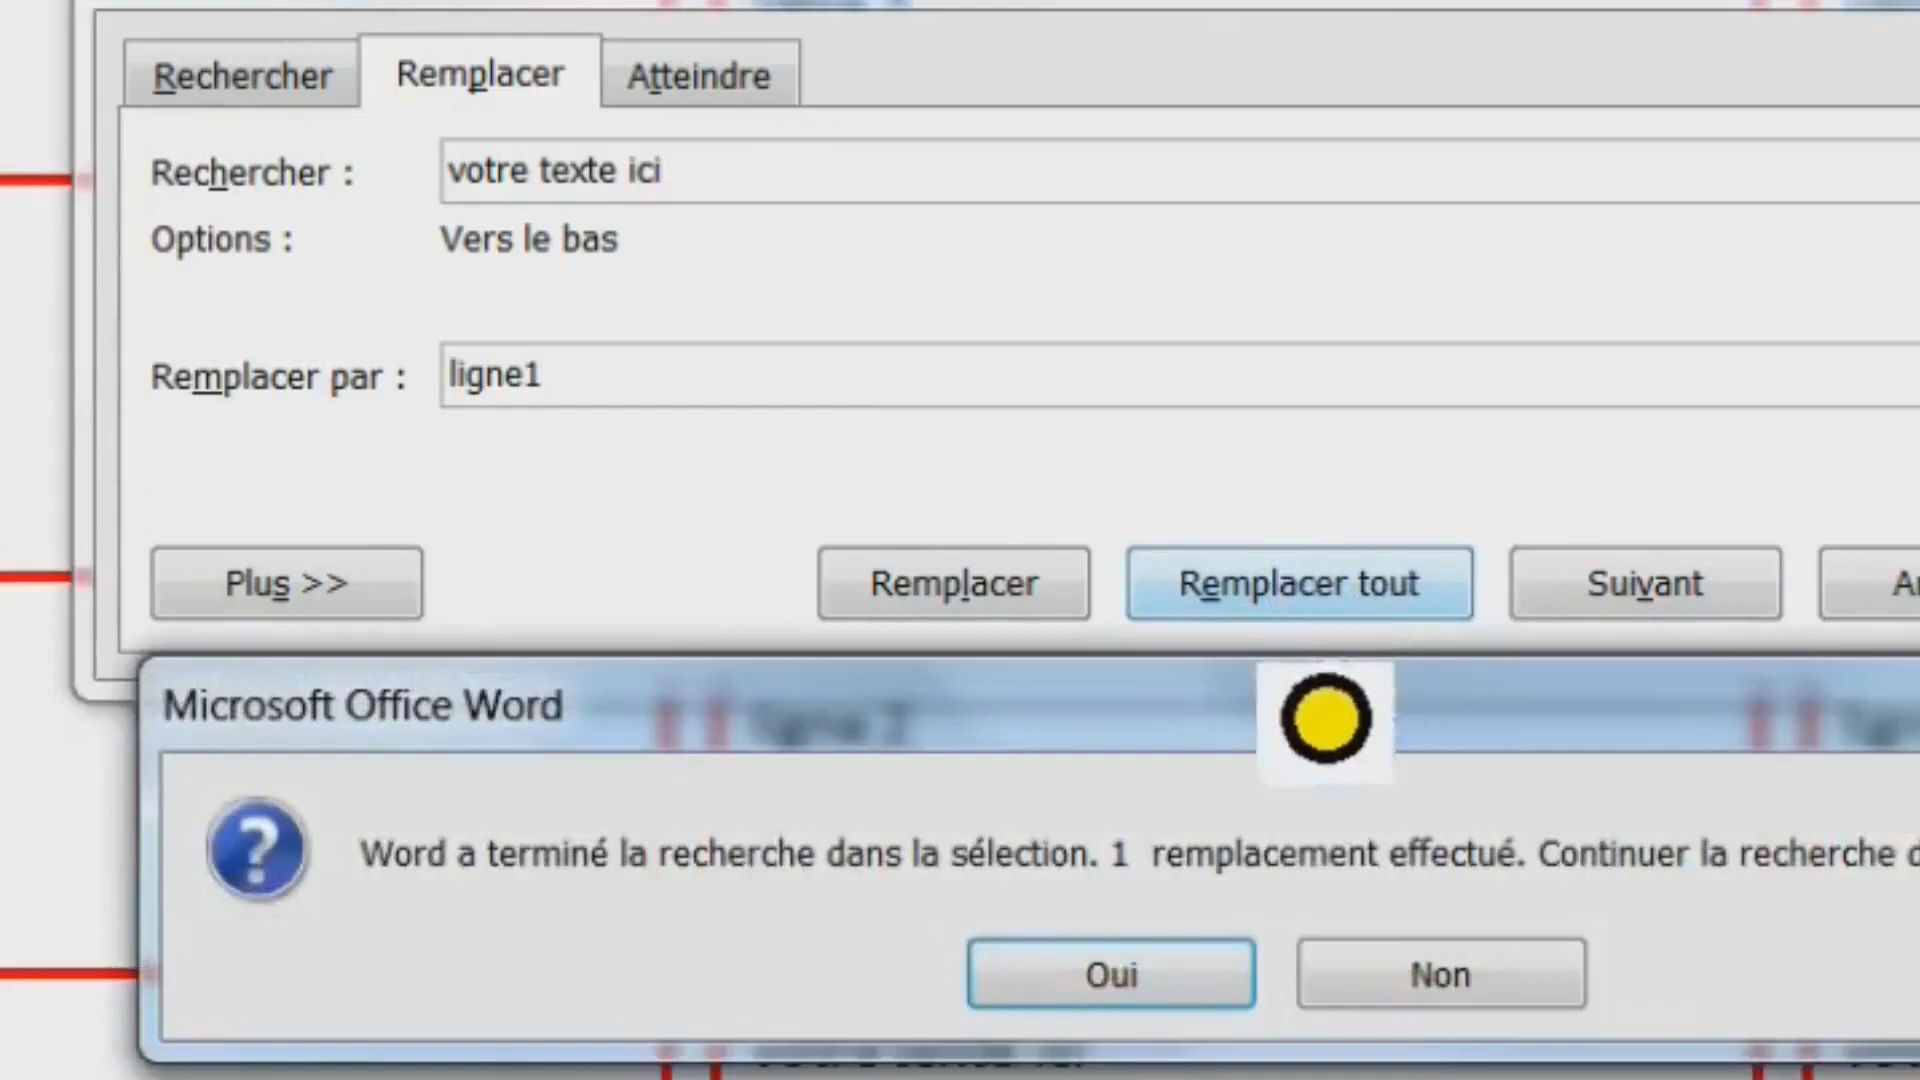 Rechercher Remplacer Atteindre
Rechercher : votre texte ici
Options : Vers le bas
Remplacer par : ligne1
Plus >> Remplacer Remplacer tout Suivant
Microsoft Office Word
Word a terminé la recherche dans la sélection. 1 remplacement effectué. Continuer la recherche
Oui Non